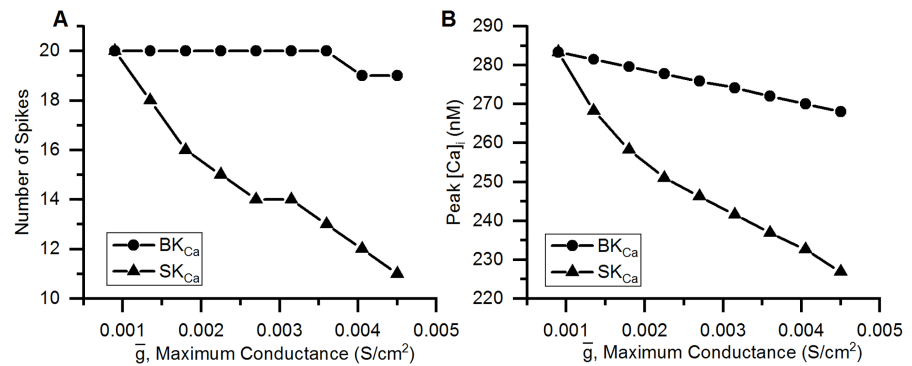 A
20
18
16
14
12
10
Number of Spikes
BKCa
SKCa
0.001 0.002 0.003 0.004 0.005
g̅, Maximum Conductance (S/cm²)
B
290
280
270
260
250
240
230
220
Peak [Ca]i (nM)
BKCa
SKCa
0.001 0.002 0.003 0.004 0.005
g̅, Maximum Conductance (S/cm²)